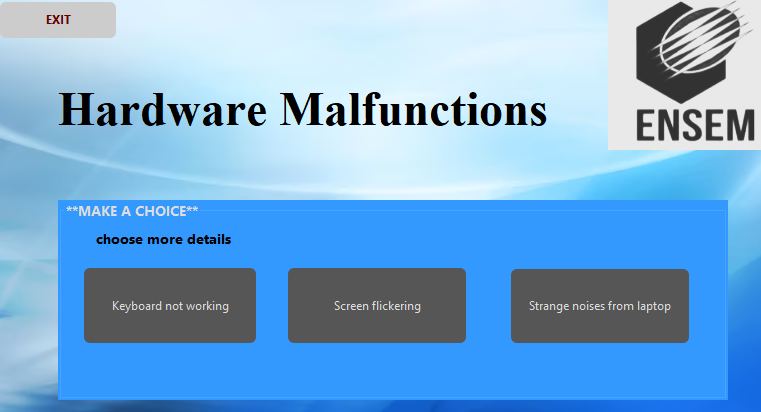 EXIT
ENSEM
Hardware Malfunctions
**MAKE A CHOICE**
choose more details
Keyboard not working
Screen flickering
Strange noises from laptop